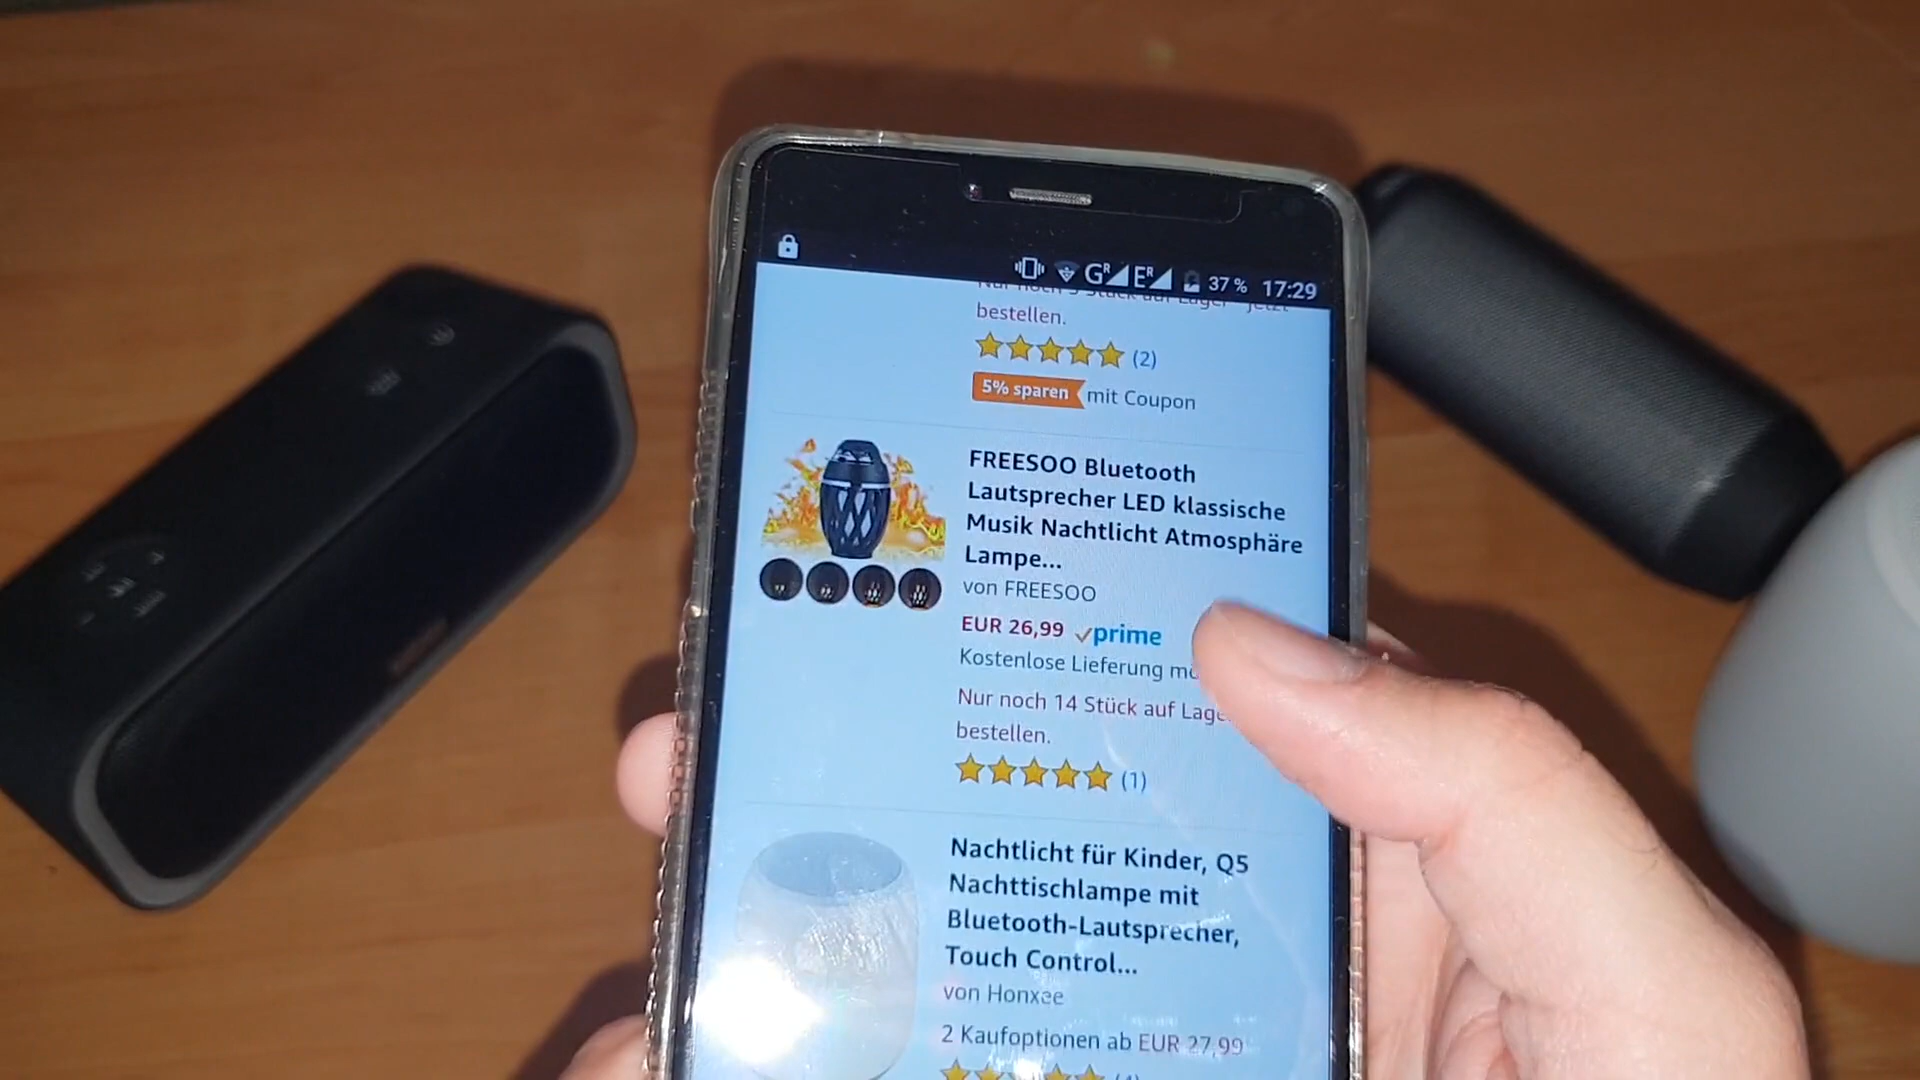 37 % 17:29
bestellen.
(2)
5% sparen mit Coupon
FREESOO Bluetooth
Lautsprecher LED klassische
Musik Nachtlicht Atmosphäre
Lampe...
von FREESOO
EUR 26,99 prime
Kostenlose Lieferung
Nur noch 14 Stück auf
bestellen.
(1)
Nachtlicht für Kinder, Q5
Nachttischlampe mit
Bluetooth-Lautsprecher,
Touch Control...
von Honxee
2 Kaufoptionen ab EUR 27,99